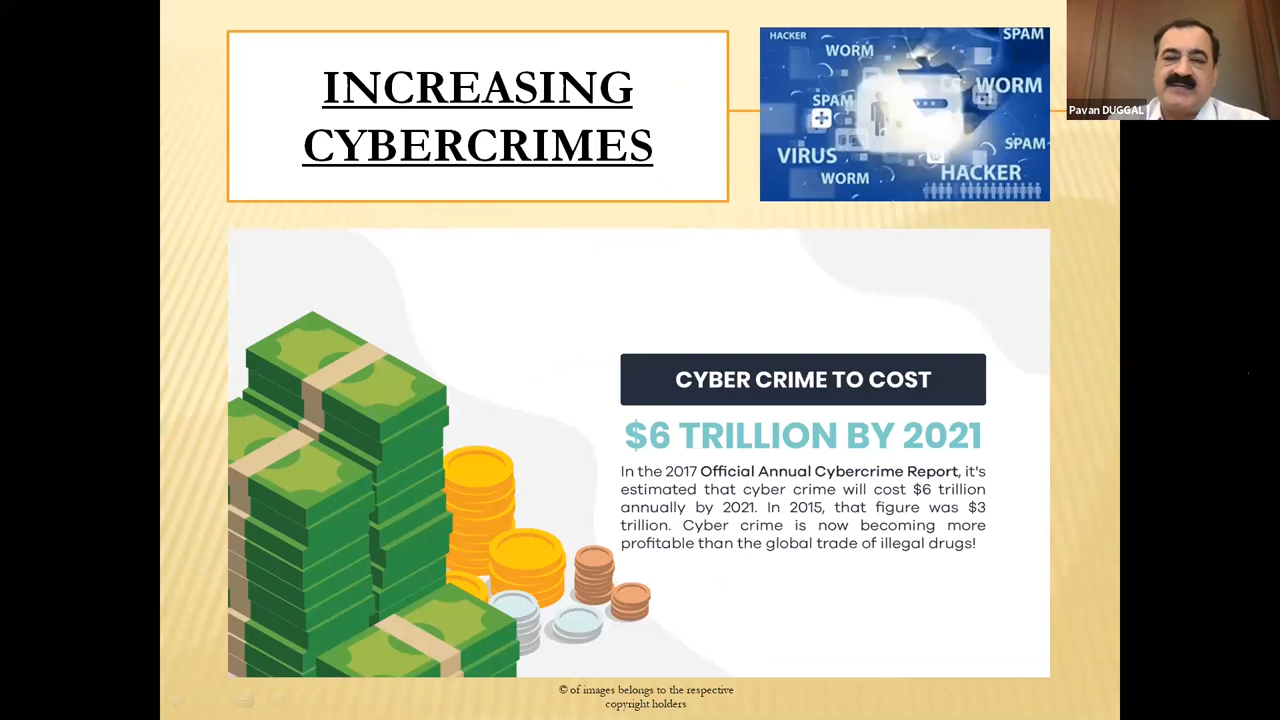 INCREASING
CYBERCRIMES
HACKER
SPAM
WORM
WORM
SPAM
SPAM
VIRUS
WORM
HACKER
Pavan DUGGAL
CYBER CRIME TO COST
$6 TRILLION BY 2021
In the 2017 Official Annual Cybercrime Report, it's
estimated that cyber crime will cost $6 trillion
annually by 2021. In 2015, that figure was $3
trillion. Cyber crime is now becoming more
profitable than the global trade of illegal drugs!
© of images belongs to the respective
copyright holders